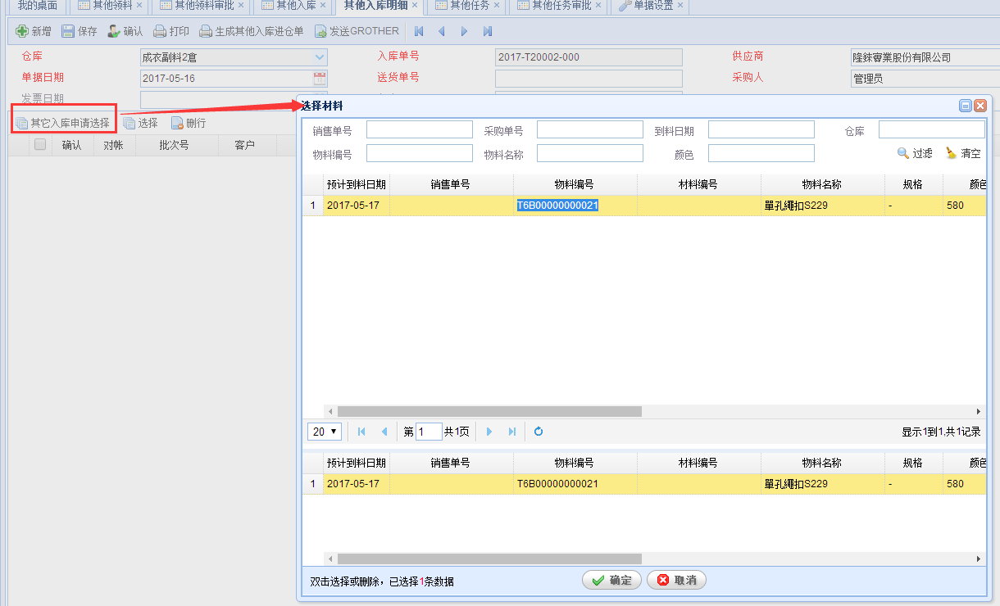 我的桌面 其他领料 × 其他领料审批 × 其他入库 × 其他入库明细 × 其他任务 × 其他任务审批 × 单据设置 ×
新增 保存 确认 打印 生成其他入库进仓单 发送GROTHER
仓库 成衣副料2倉 入库单号 2017-T20002-000 供应商 隆錸實業股份有限公司
单据日期 2017-05-16 送货单号 采购人 管理员
发票日期
其它入库申请选择 选择 删行
确认 对帐 批次号 客户
选择材料
销售单号 采购单号 到料日期 仓库
物料编号 物料名称 颜色 过滤 清空
预计到料日期 销售单号 物料编号 材料编号 物料名称 规格 颜色
1 2017-05-17 T6B00000000021 單孔繩扣S229 - 580
20 第 1 共1页 显示1到1,共1记录
预计到料日期 销售单号 物料编号 材料编号 物料名称 规格 颜色
1 2017-05-17 T6B00000000021 單孔繩扣S229 - 580
双击选择或删除，已选择1条数据 确定 取消